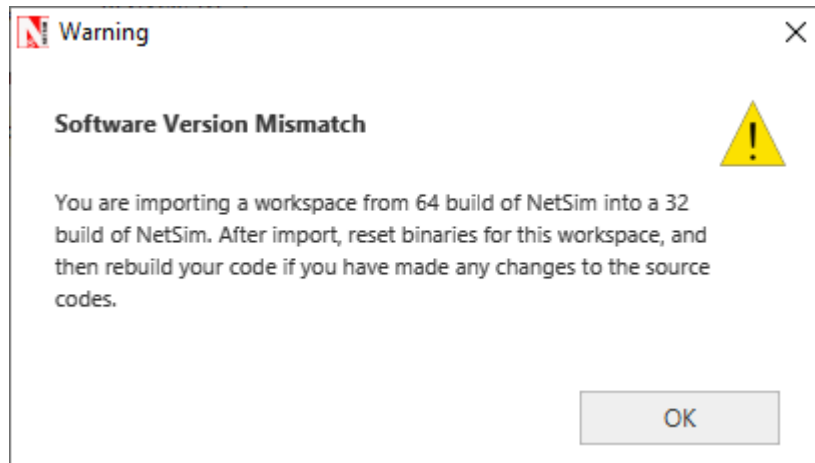 Warning
Software Version Mismatch
You are importing a workspace from 64 build of NetSim into a 32
build of NetSim. After import, reset binaries for this workspace, and
then rebuild your code if you have made any changes to the source
codes.
OK